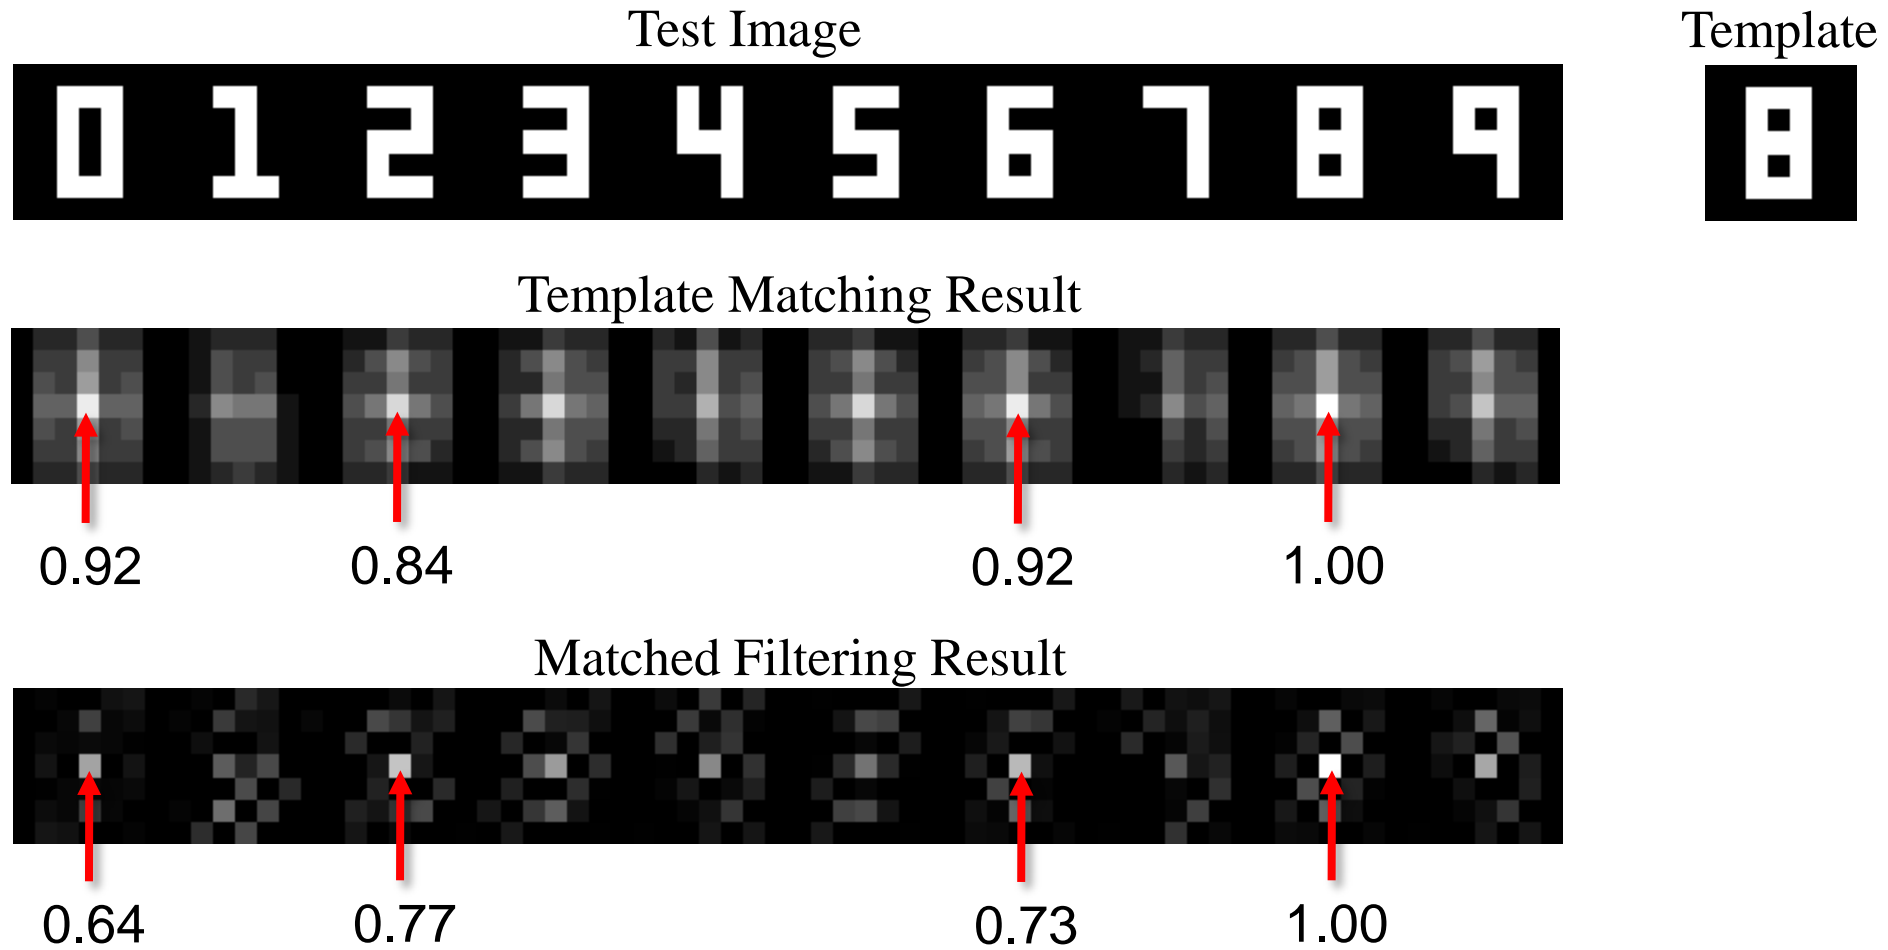 Test Image
Template
0 1 2 3 4 5 6 7 8 9
8
Template Matching Result
0.92 0.84 0.92 1.00
Matched Filtering Result
0.64 0.77 0.73 1.00